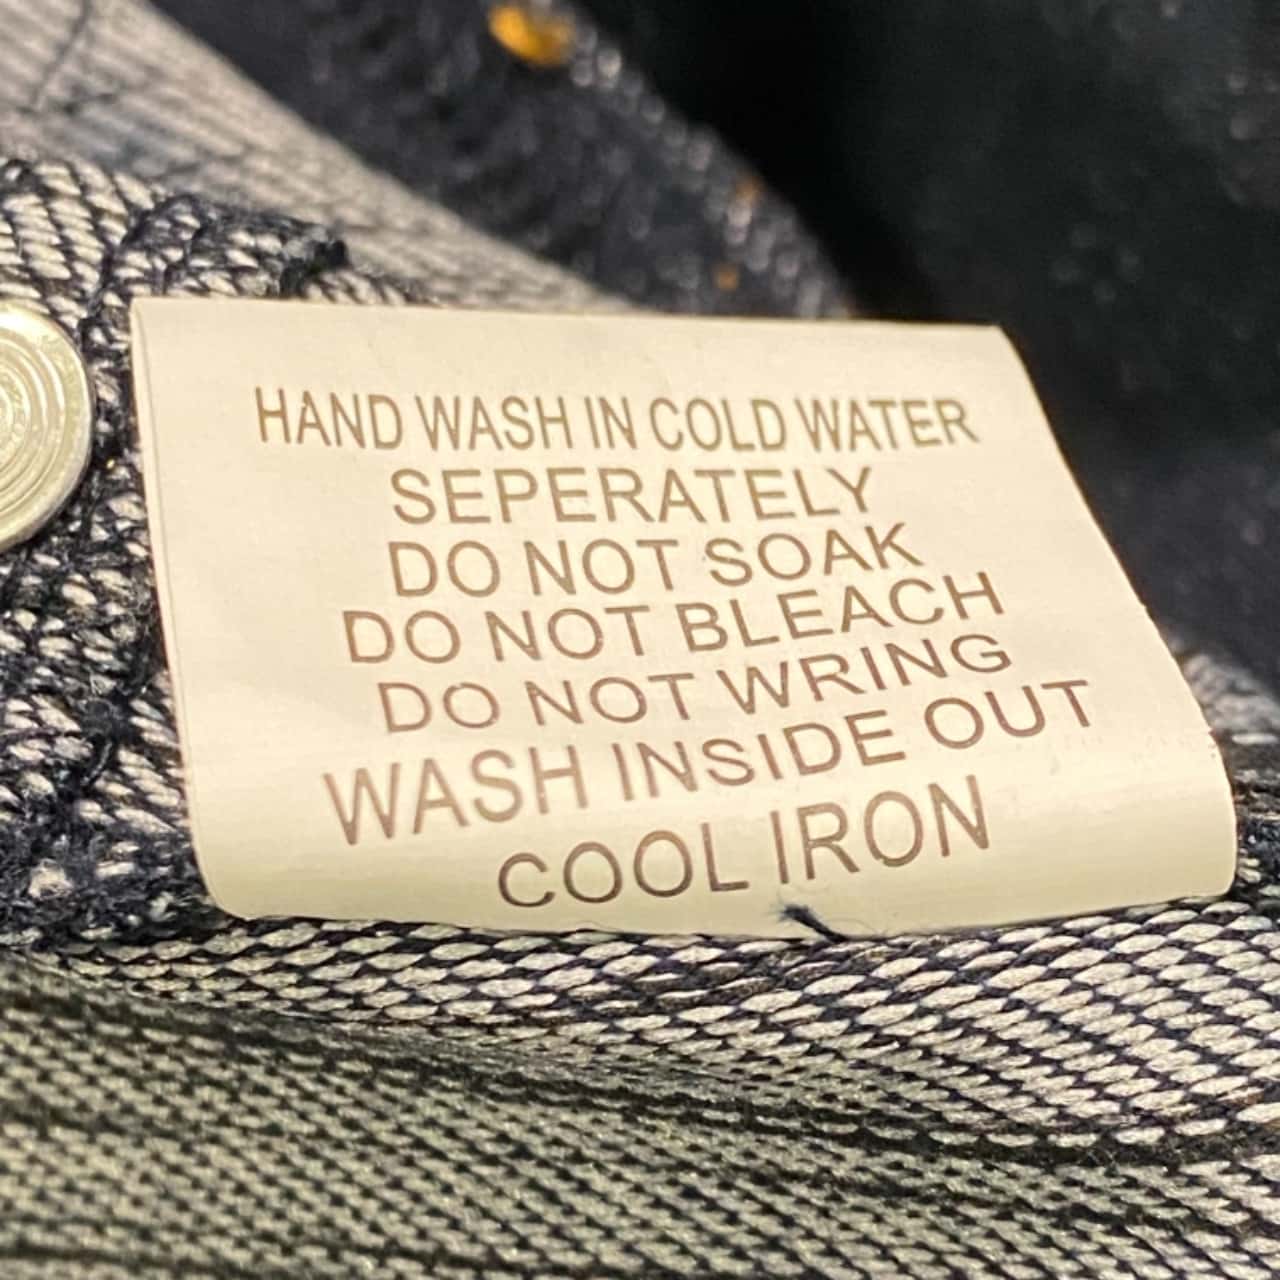 HAND WASH IN COLD WATER
SEPERATELY
DO NOT SOAK
DO NOT BLEACH
DO NOT WRING
WASH INSIDE OUT
COOL IRON